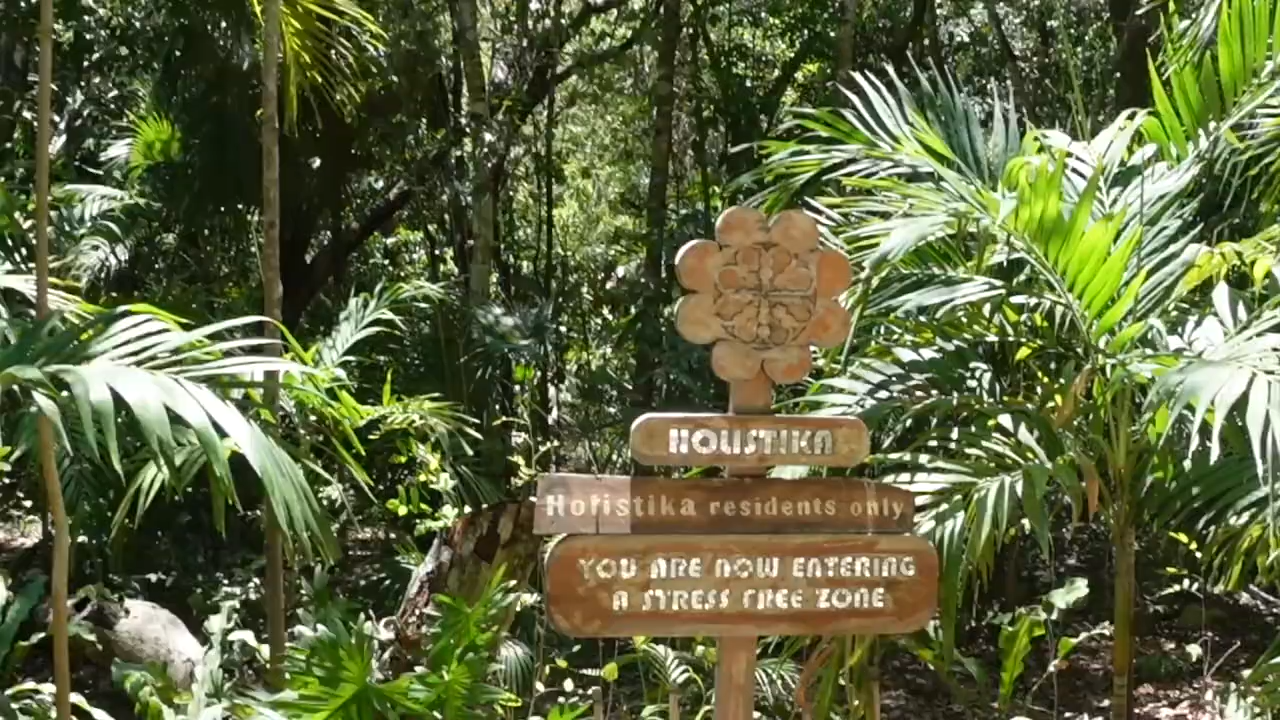 HOLISTIKA
Holistika residents only
YOU ARE NOW ENTERING
A STRESS FREE ZONE